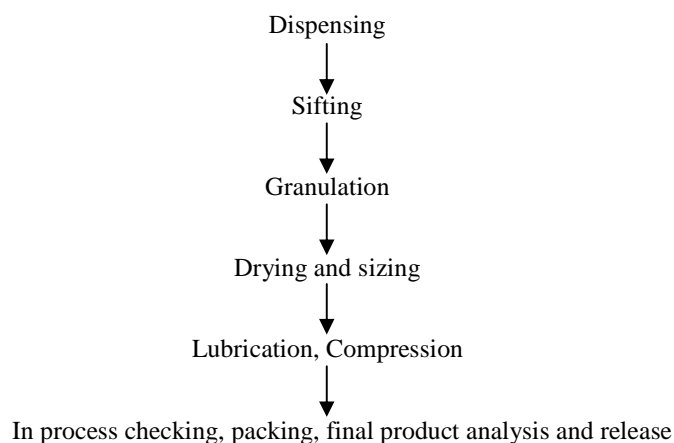 Dispensing
Sifting
Granulation
Drying and sizing
Lubrication, Compression
In process checking, packing, final product analysis and release